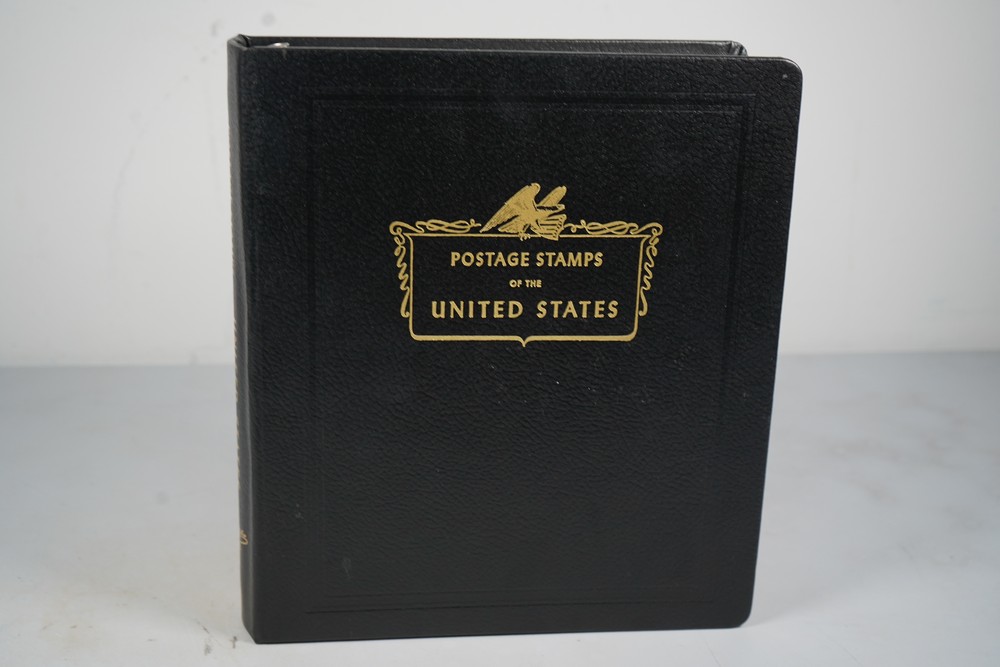 POSTAGE STAMPS
OF THE
UNITED STATES